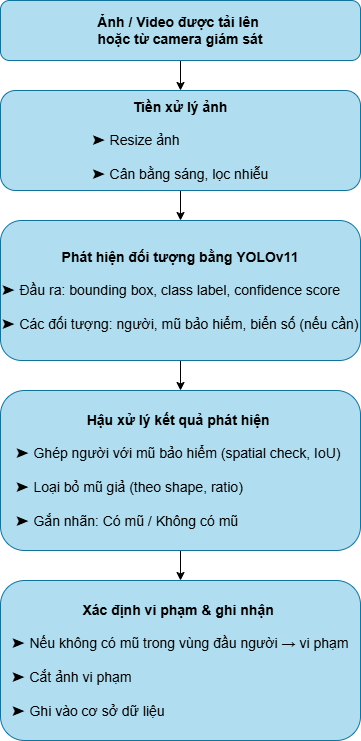 Ảnh / Video được tải lên
hoặc từ camera giám sát
Tiền xử lý ảnh
➤ Resize ảnh
➤ Cân bằng sáng, lọc nhiễu
Phát hiện đối tượng bằng YOLOv11
➤ Đầu ra: bounding box, class label, confidence score
➤ Các đối tượng: người, mũ bảo hiểm, biển số (nếu cần)
Hậu xử lý kết quả phát hiện
➤ Ghép người với mũ bảo hiểm (spatial check, IoU)
➤ Loại bỏ mũ giả (theo shape, ratio)
➤ Gắn nhãn: Có mũ / Không có mũ
Xác định vi phạm & ghi nhận
➤ Nếu không có mũ trong vùng đầu người → vi phạm
➤ Cắt ảnh vi phạm
➤ Ghi vào cơ sở dữ liệu